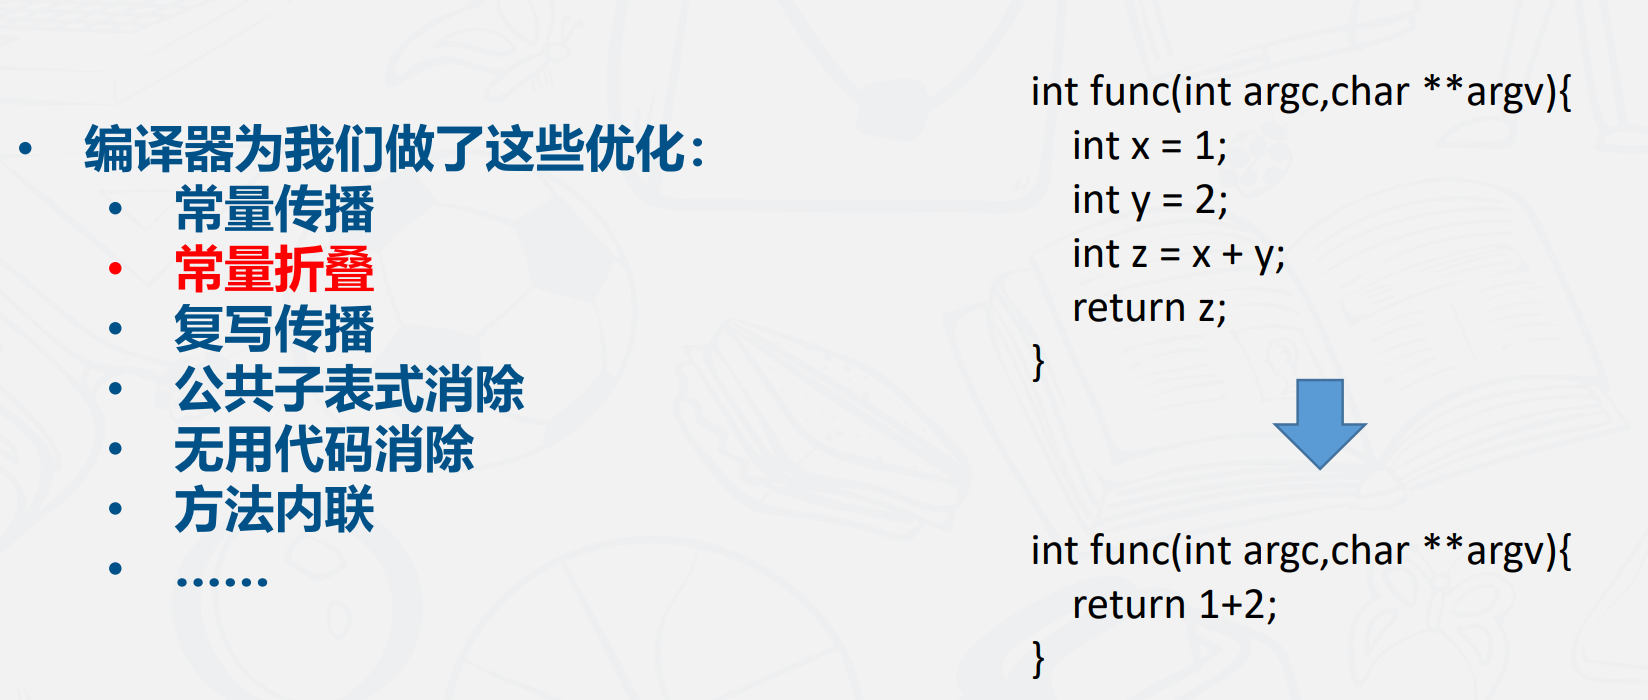 • 编译器为我们做了这些优化：
• 常量传播
• 常量折叠
• 复写传播
• 公共子表式消除
• 无用代码消除
• 方法内联
• ......
int func(int argc,char **argv){
int x = 1;
int y = 2;
int z = x + y;
return z;
}
int func(int argc,char **argv){
return 1+2;
}